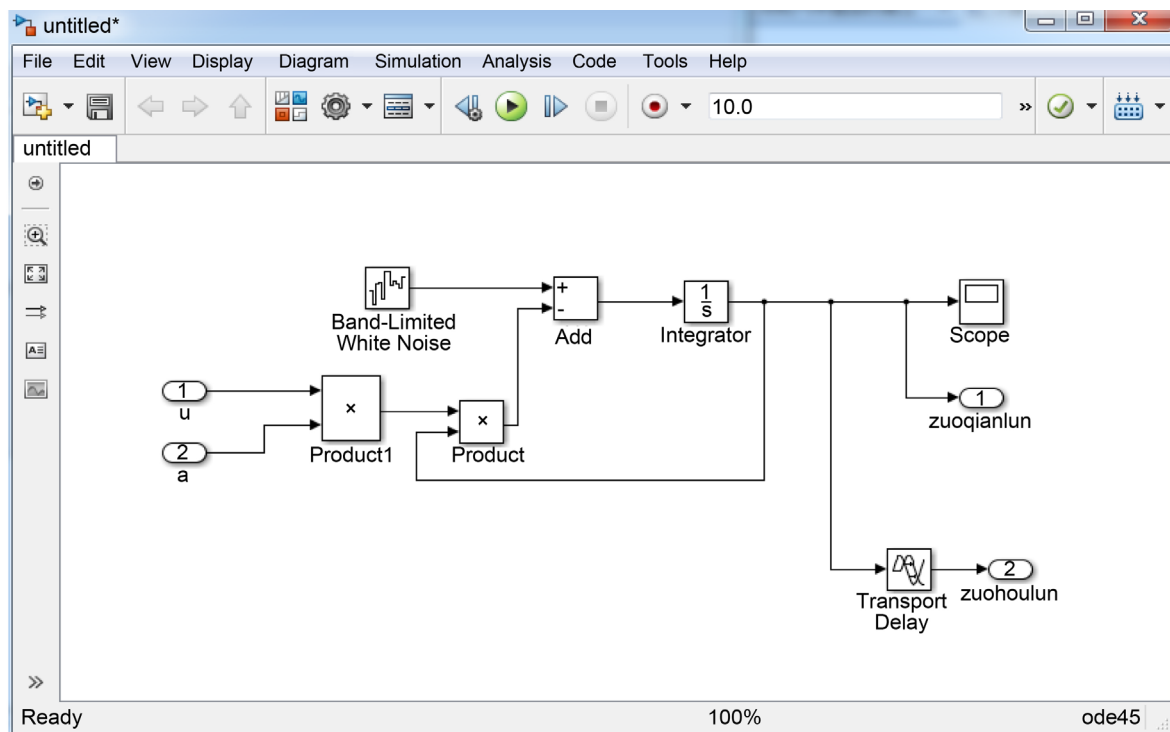 untitled*
File Edit View Display Diagram Simulation Analysis Code Tools Help
10.0
untitled
Band-Limited
White Noise
+
-
Add
1
s
Integrator
Scope
1
u
2
a
×
Product1
×
Product
1
zuoqianlun
Transport
Delay
2
zuohoulun
Ready 100% ode45